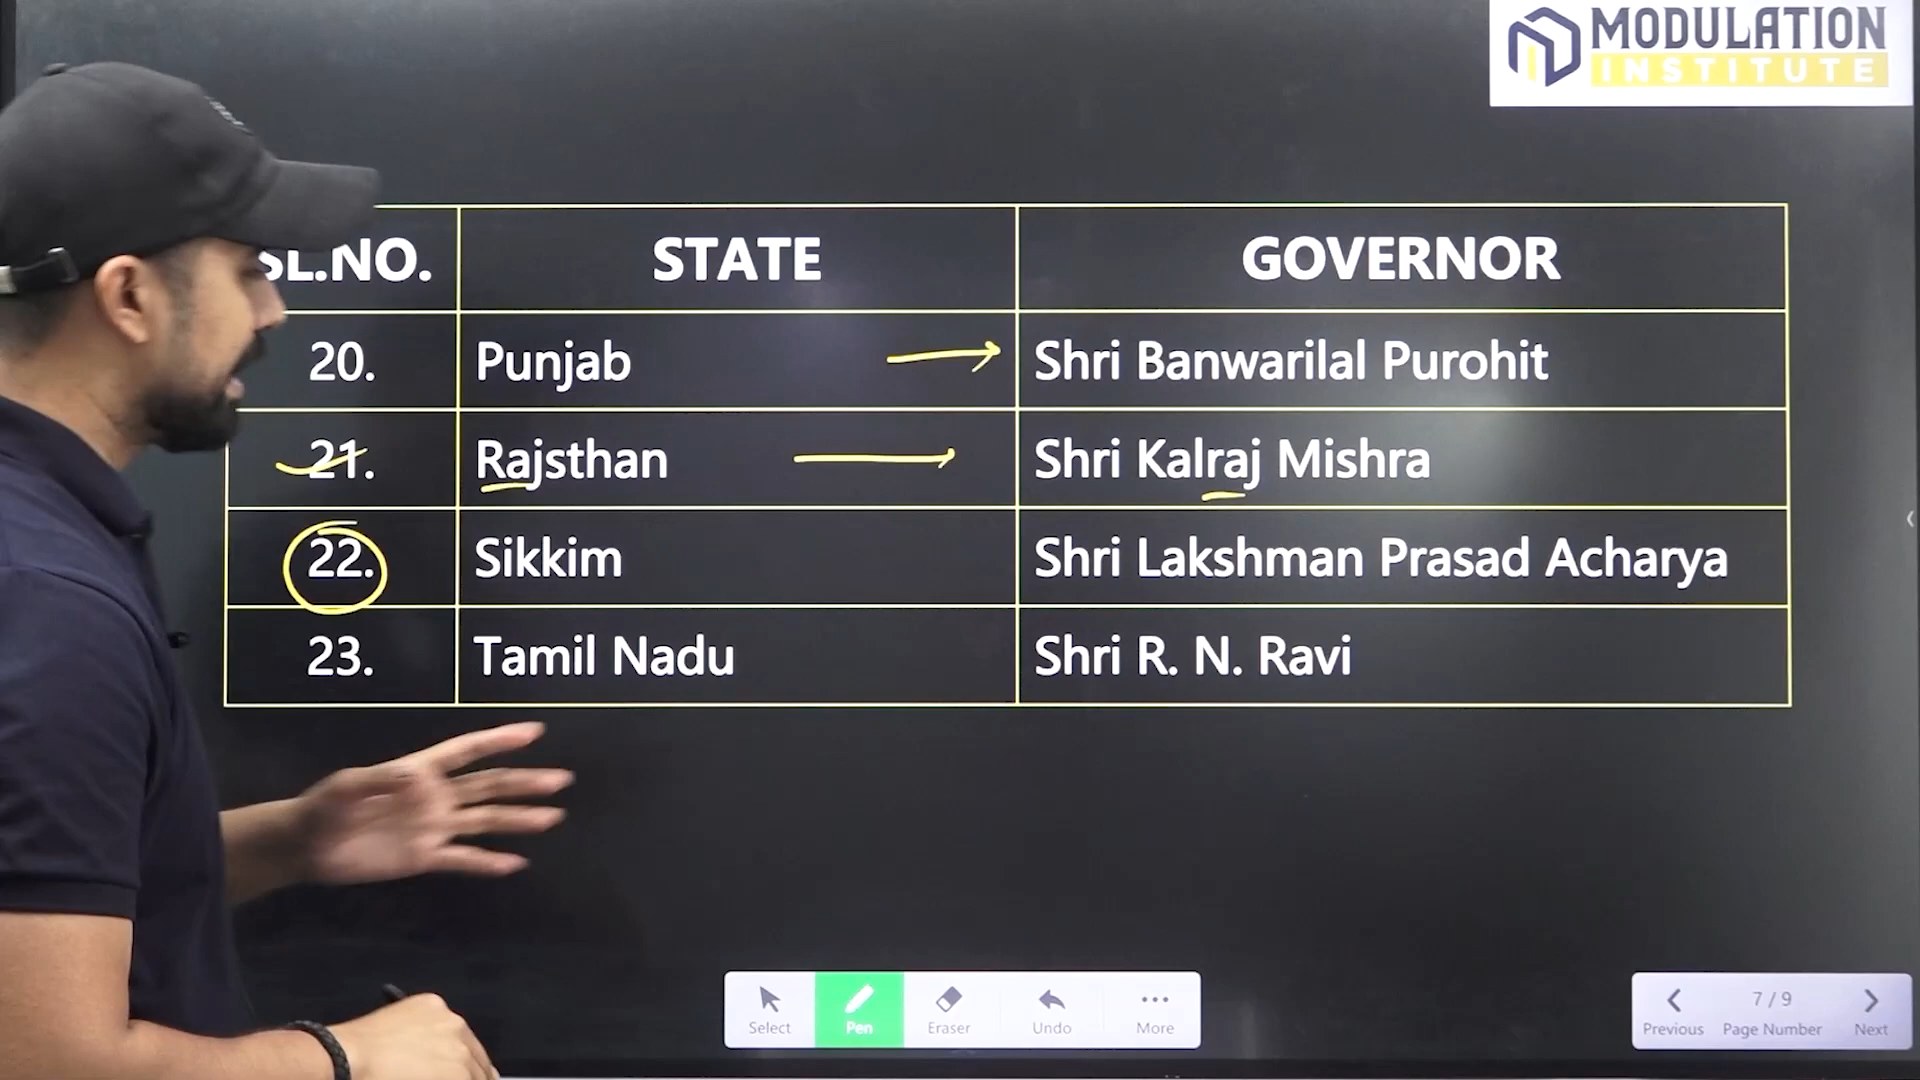 MODULATION
INSTITUTE
SL.NO. STATE GOVERNOR
20. Punjab Shri Banwarilal Purohit
21. Rajsthan Shri Kalraj Mishra
22. Sikkim Shri Lakshman Prasad Acharya
23. Tamil Nadu Shri R. N. Ravi
Select Pen Eraser Undo More
7 / 9
Previous Page Number Next